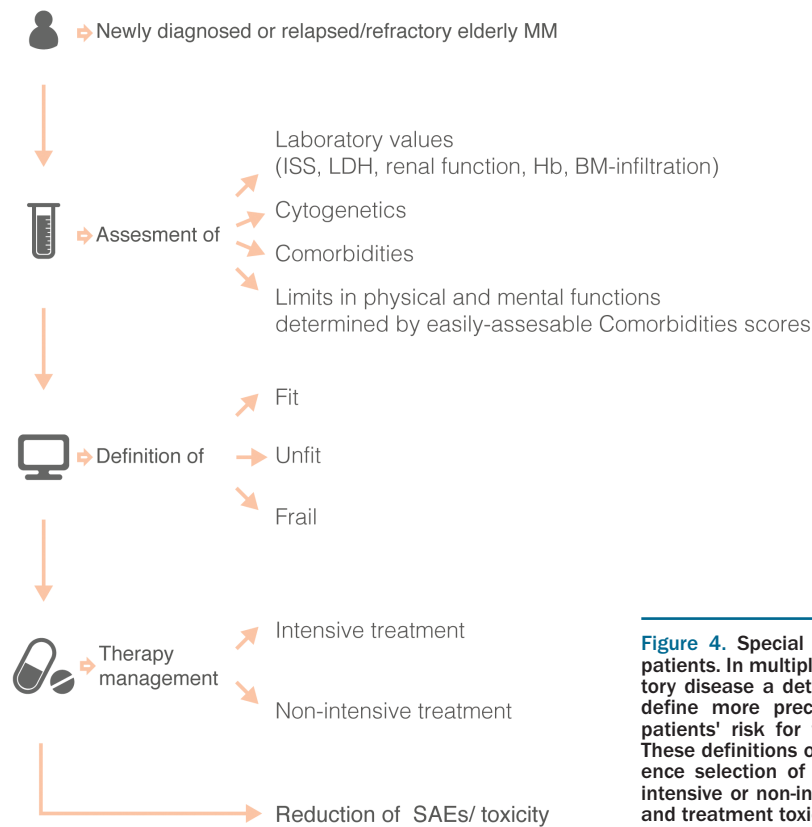 Newly diagnosed or relapsed/refractory elderly MM
Laboratory values
(ISS, LDH, renal function, Hb, BM-infiltration)
Cytogenetics
Assesment of
Comorbidities
Limits in physical and mental functions
determined by easily-assesable Comorbidities scores
Fit
Definition of
Unfit
Frail
Intensive treatment
Therapy
management
Non-intensive treatment
Reduction of SAEs/ toxicity
Figure 4. Special
patients. In multipl
tory disease a det
define more prec
patients' risk for
These definitions o
ence selection of
intensive or non-in
and treatment toxi